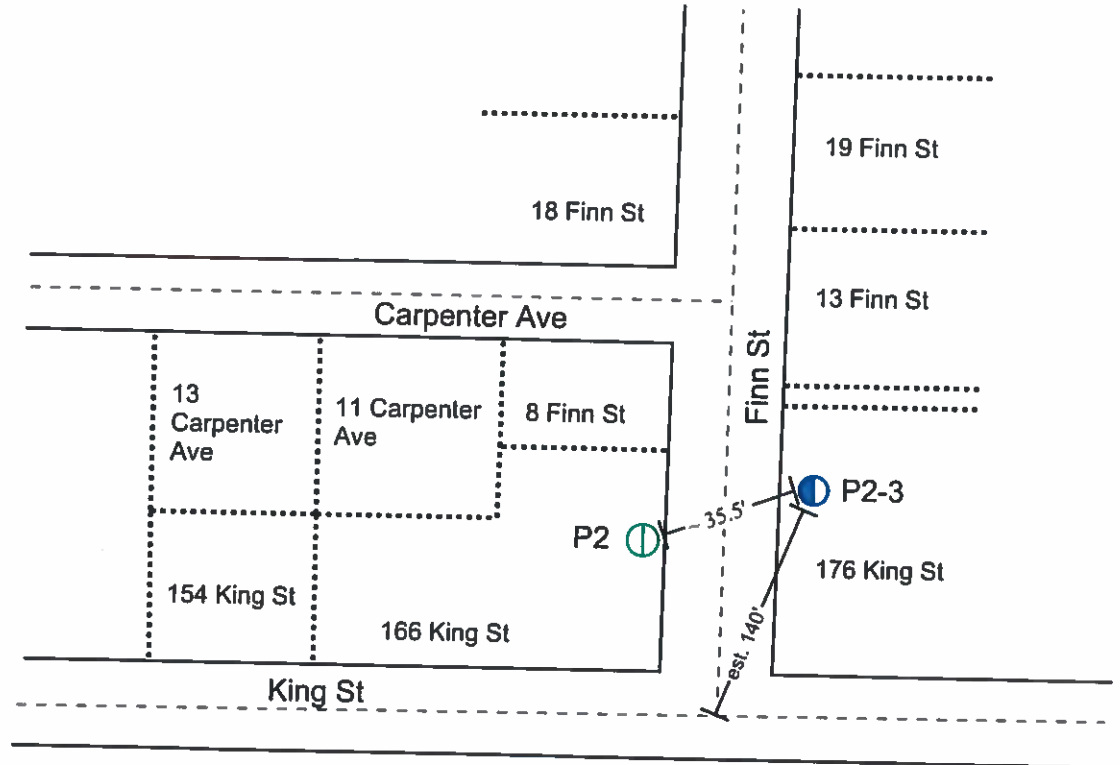 19 Finn St
18 Finn St
13 Finn St
Carpenter Ave
Finn St
13
Carpenter
Ave
11 Carpenter
Ave
8 Finn St
P2-3
~ 35.5'
P2
176 King St
154 King St
166 King St
est. 140'
King St